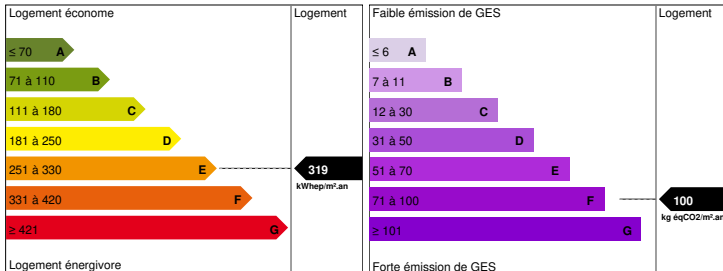 Logement économe
Logement
≤ 70 A
71 à 110 B
111 à 180 C
181 à 250 D
251 à 330 E
319
kWhep/m².an
331 à 420 F
≥ 421 G
Logement énergivore
Faible émission de GES
Logement
≤ 6 A
7 à 11 B
12 à 30 C
31 à 50 D
51 à 70 E
71 à 100 F
100
kg éqCO2/m².an
≥ 101 G
Forte émission de GES